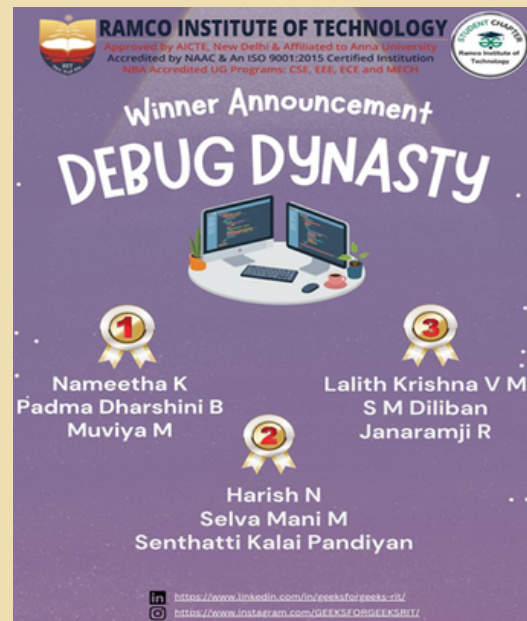 RAMCO INSTITUTE OF TECHNOLOGY
Approved by AICTE, New Delhi & Affiliated to Anna University
Accredited by NAAC & An ISO 9001:2015 Certified Institution
NBA Accredited UG Programs: CSE, EEE, ECE and MECH
RIT
STUDENT CHAPTER
Ramco Institute of
Technology
Winner Announcement
DEBUG DYNASTY
1
Nameetha K
Padma Dharshini B
Muviya M
2
Harish N
Selva Mani M
Senthatti Kalai Pandiyan
3
Lalith Krishna V M
S M Diliban
Janaramji R
in https://www.linkedin.com/in/geeksforgeeks-rit/
https://www.instagram.com/GEEKSFORGEEKSRIT/